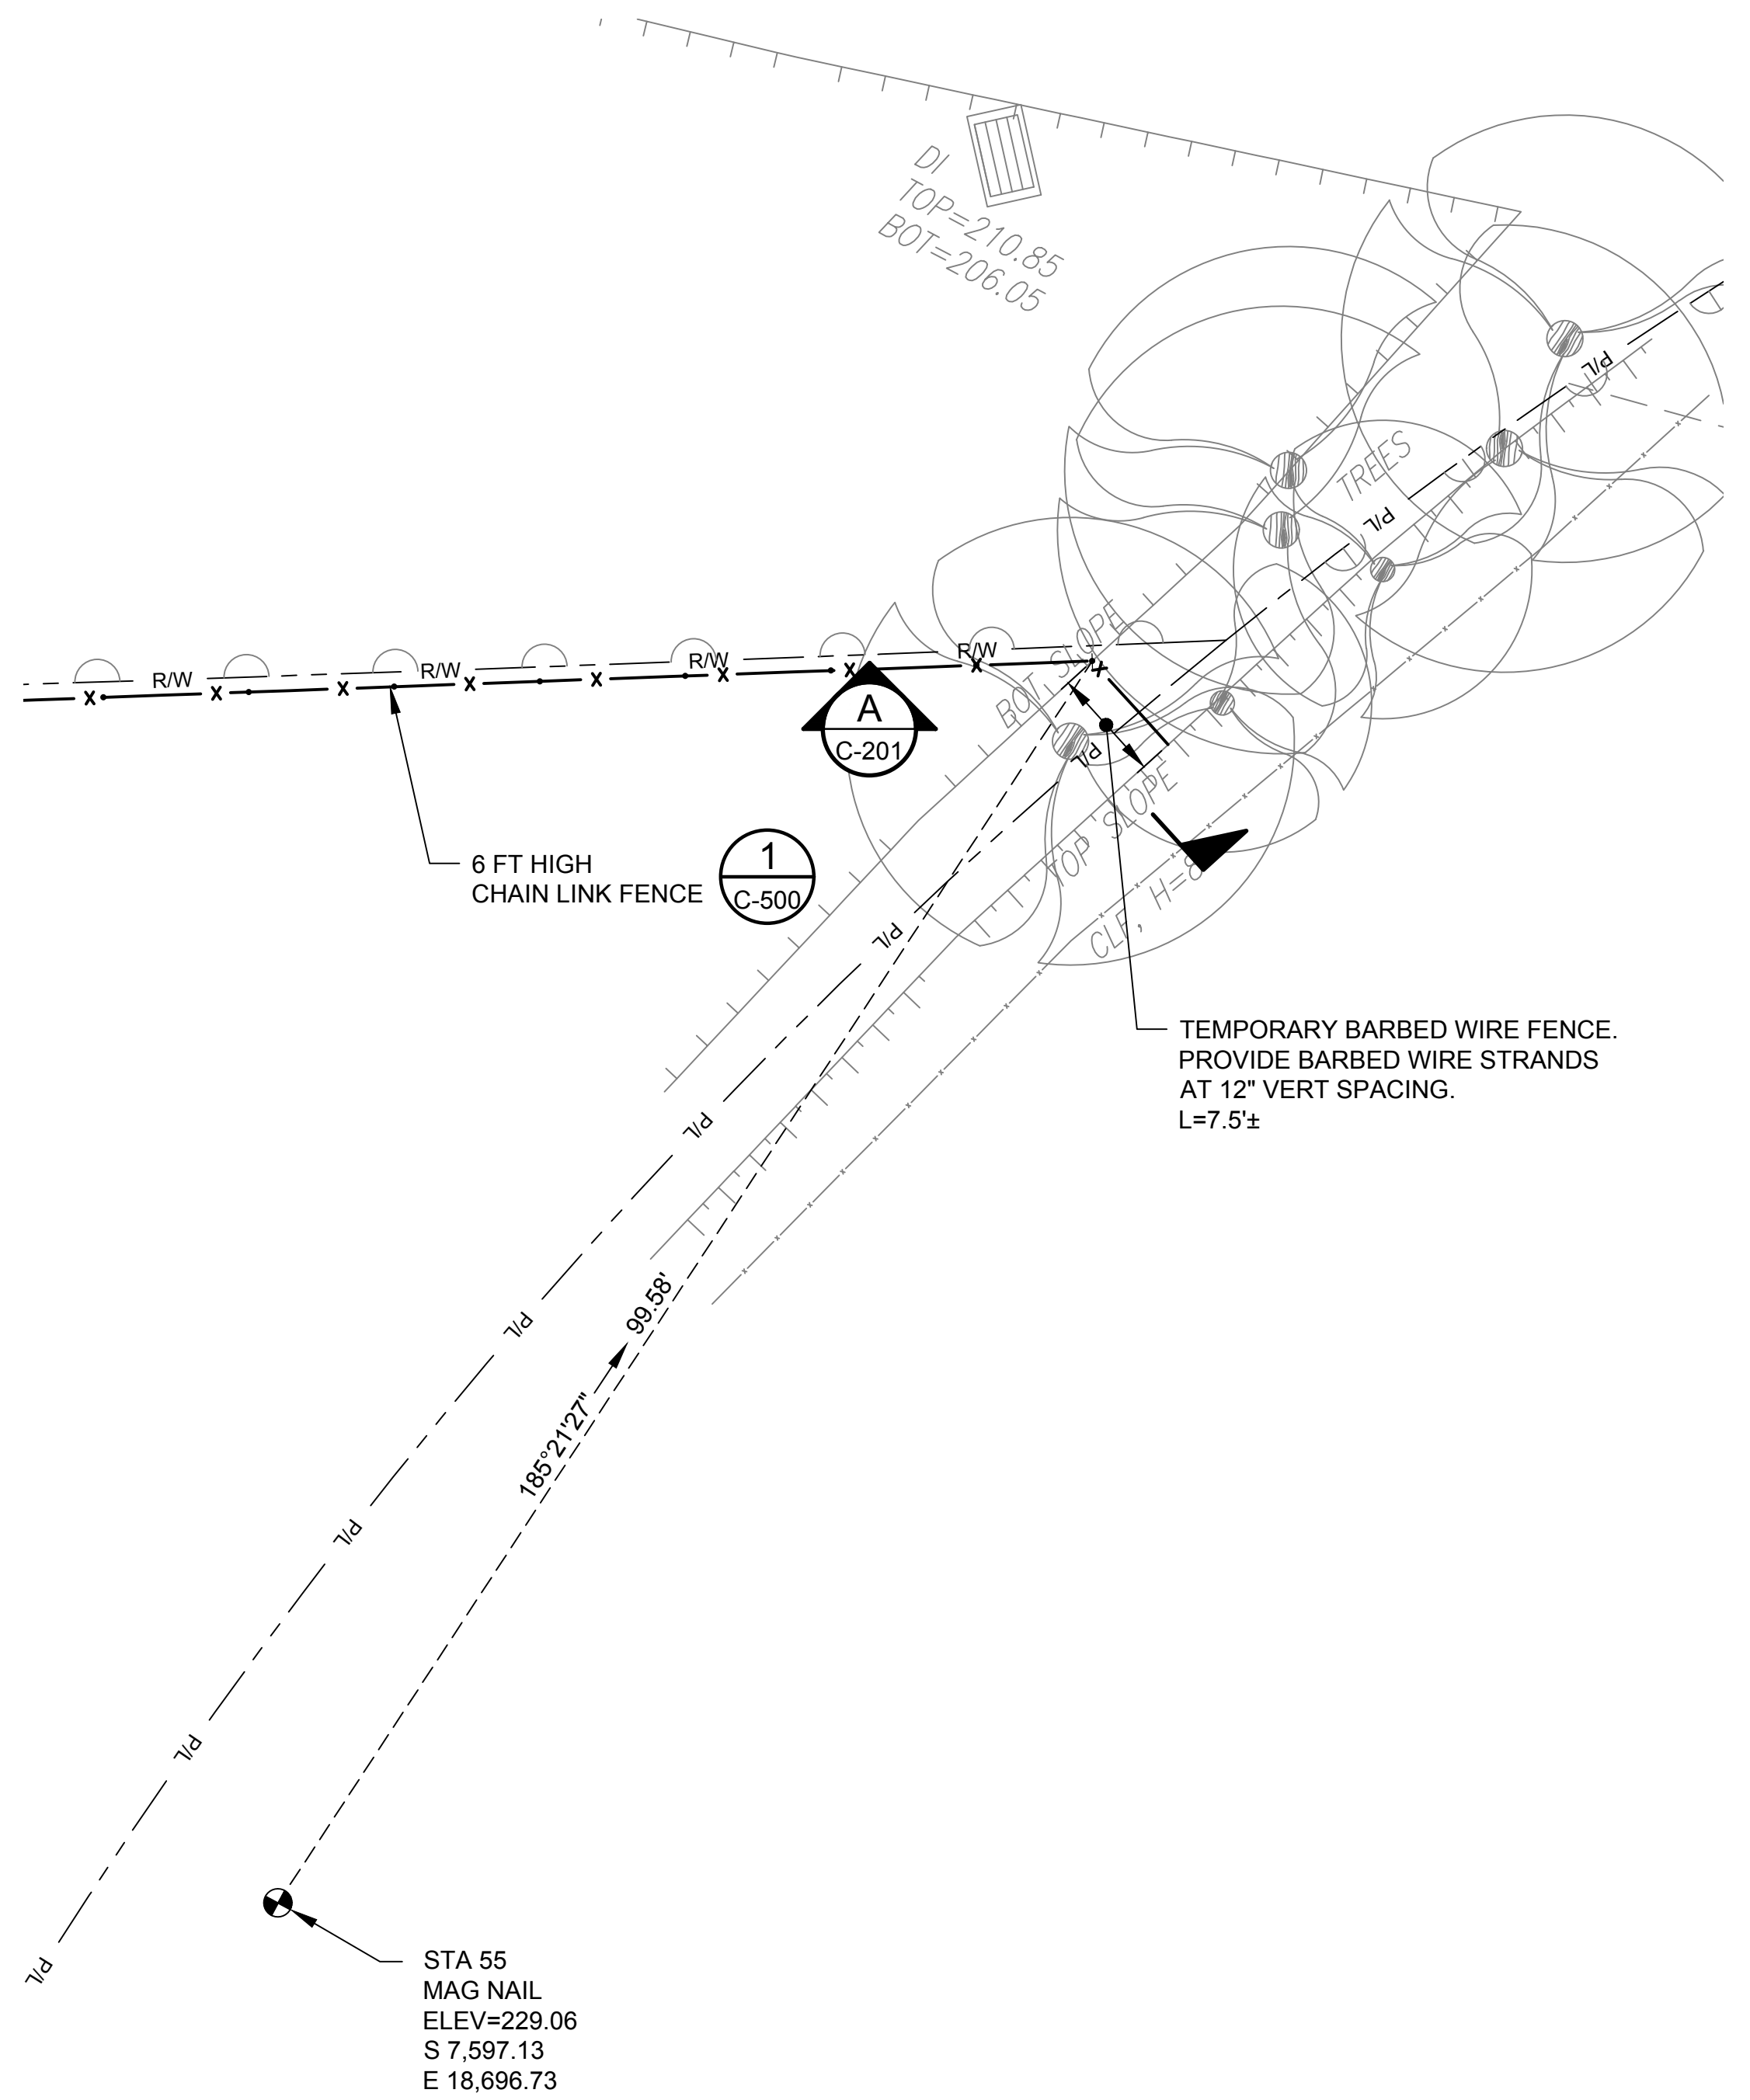 DI
TOP=210.85
BOT=206.05
P/L
TREES
P/L
R/W
R/W
R/W
R/W
BOT SLOPE
X
X
X
X
X
X
X
X
X
A
C-201
P/L
TOP SLOPE
6 FT HIGH
CHAIN LINK FENCE
1
C-500
CLF, H=8
P/L
TEMPORARY BARBED WIRE FENCE.
PROVIDE BARBED WIRE STRANDS
AT 12" VERT SPACING.
L=7.5'±
P/L
99.58'
P/L
185°21'27"
P/L
P/L
P/L
STA 55
MAG NAIL
ELEV=229.06
S 7,597.13
E 18,696.73